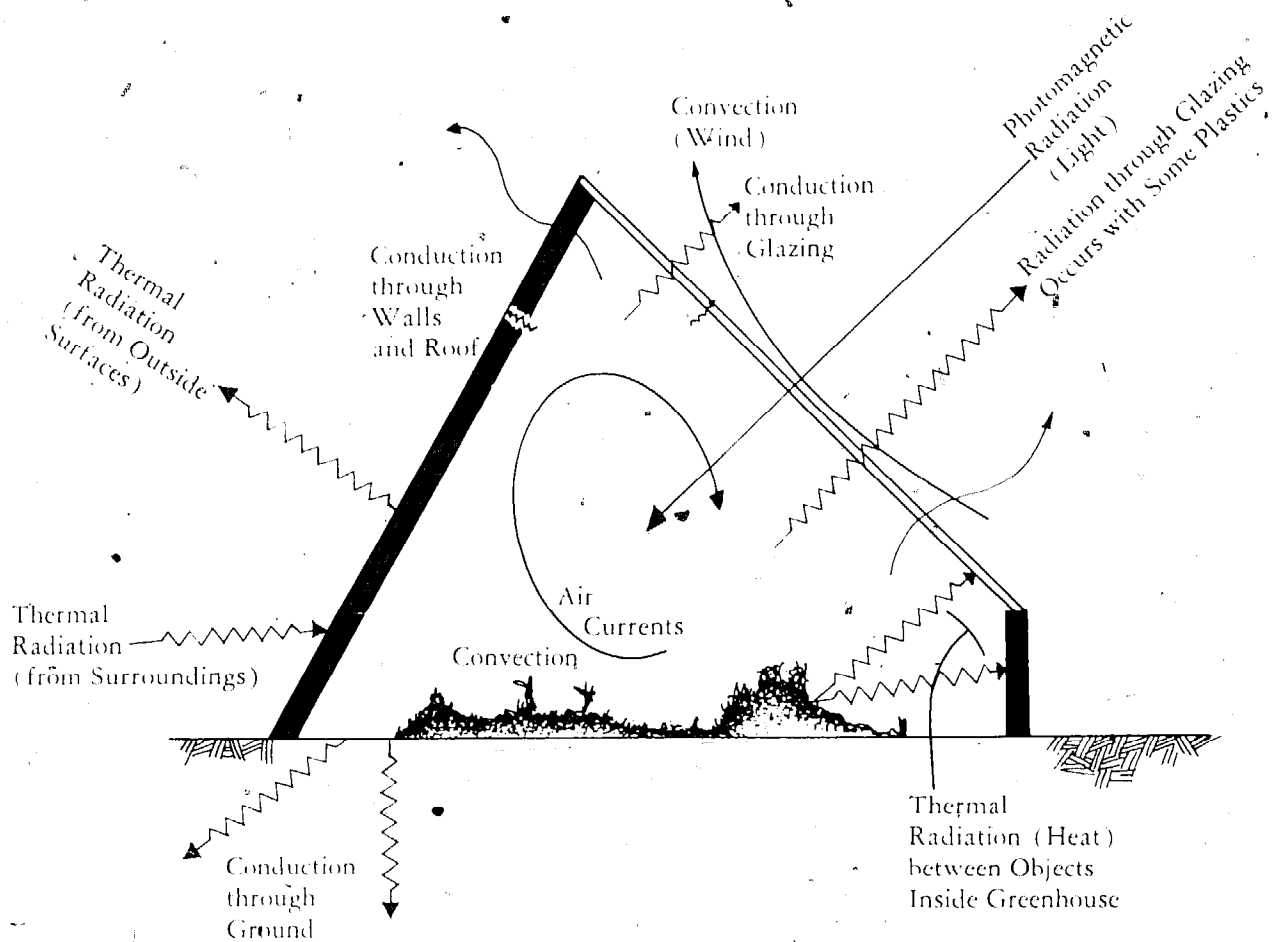 Convection
(Wind)
Photomagnetic
Radiation
(Light)
Radiation through Glazing
Occurs with Some Plastics
Conduction
through
Glazing
Conduction
through
Walls
and Roof
Thermal
Radiation
(from Outside
Surfaces)
Air
Currents
Thermal
Radiation
(from Surroundings)
Convection
Thermal
Radiation (Heat)
between Objects
Inside Greenhouse
Conduction
through
Ground